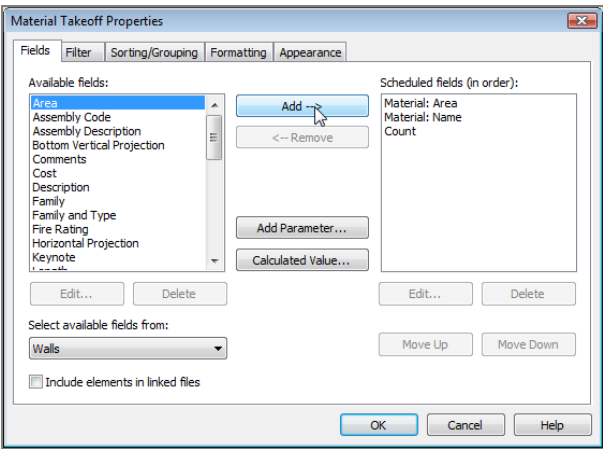 Material Takeoff Properties
Fields
Filter
Sorting/Grouping
Formatting
Appearance
Available fields:
Area
Assembly Code
Assembly Description
Bottom Vertical Projection
Comments
Cost
Description
Family
Family and Type
Fire Rating
Horizontal Projection
Keynote
Add -->
<-- Remove
Add Parameter...
Calculated Value...
Scheduled fields (in order):
Material: Area
Material: Name
Count
Edit...
Delete
Edit...
Delete
Select available fields from:
Walls
Move Up
Move Down
Include elements in linked files
OK
Cancel
Help